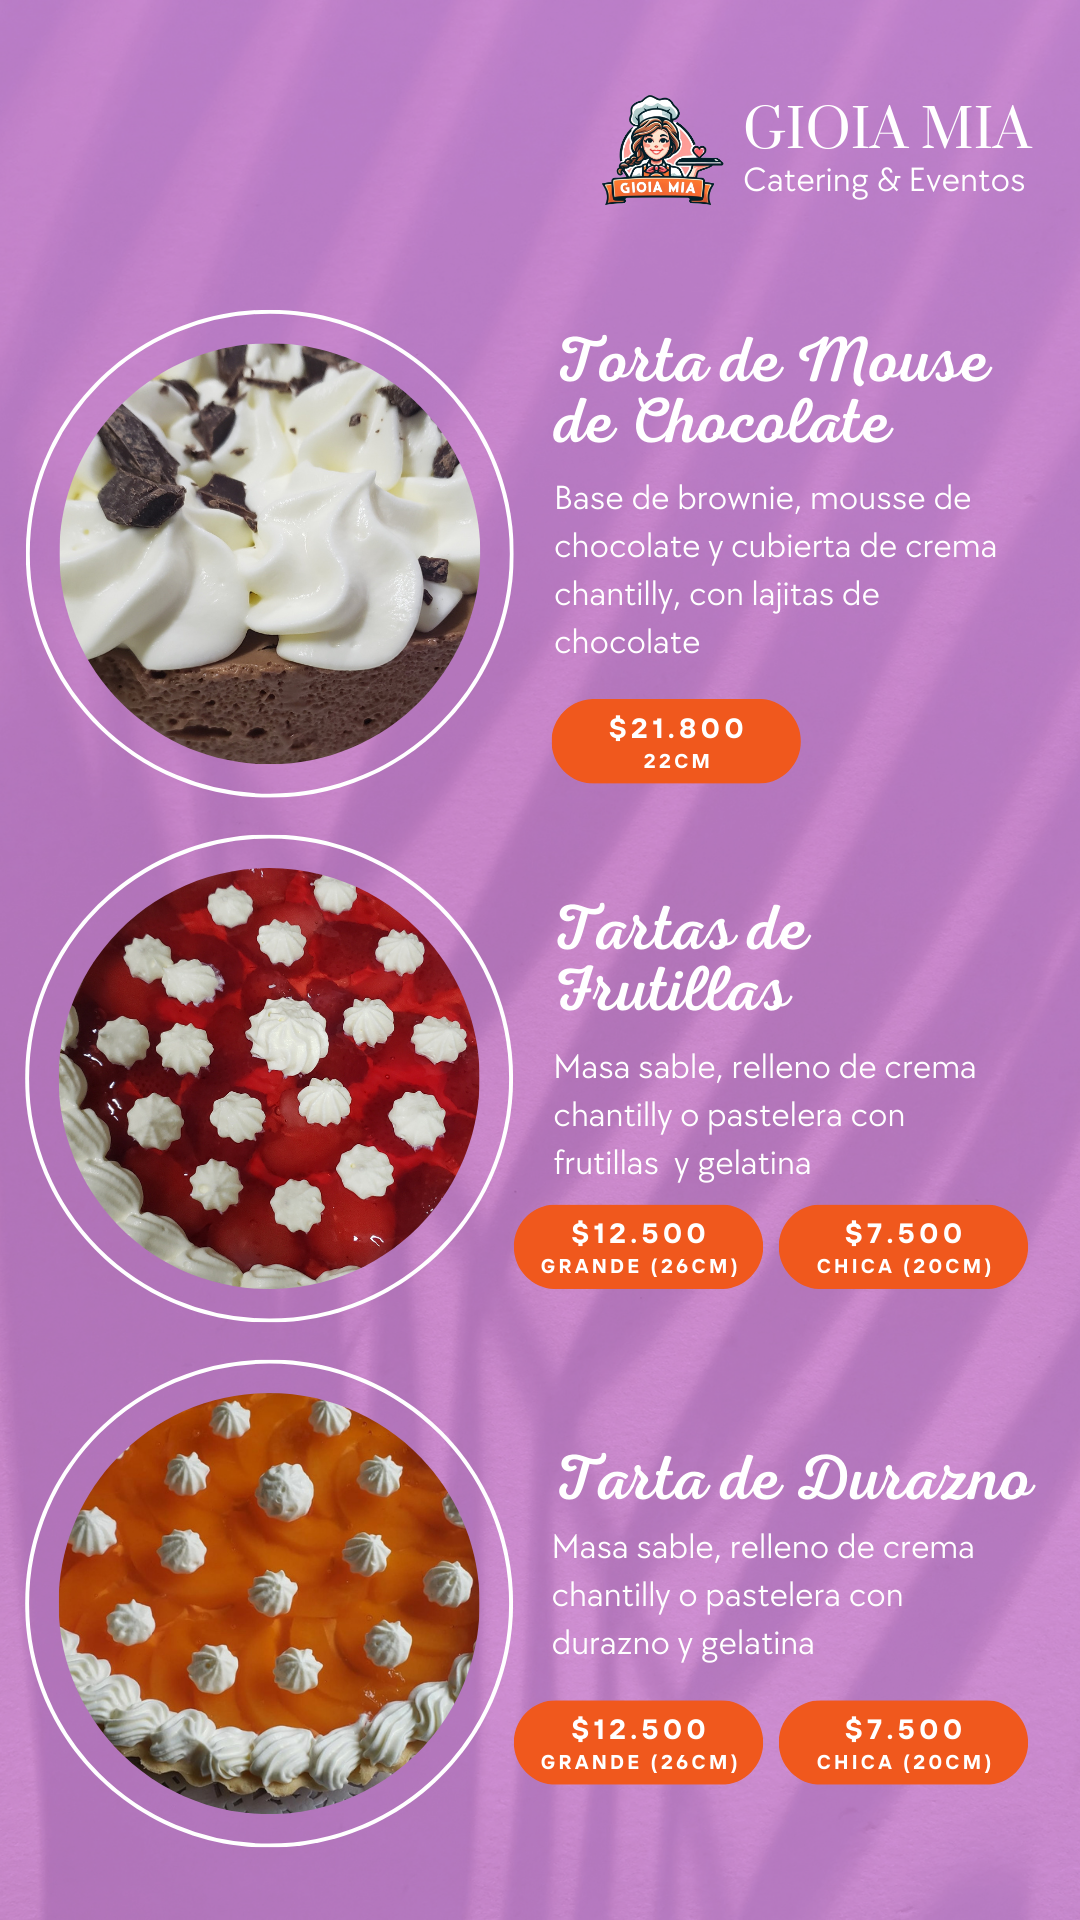 GIOIA MIA
GIOIA MIA
Catering & Eventos
Torta de Mouse
de Chocolate
Base de brownie, mousse de
chocolate y cubierta de crema
chantilly, con lajitas de
chocolate
$21.800
22CM
Tartas de
Frutillas
Masa sable, relleno de crema
chantilly o pastelera con
frutillas  y gelatina
$12.500
GRANDE (26CM)
$7.500
CHICA (20CM)
Tarta de Durazno
Masa sable, relleno de crema
chantilly o pastelera con
durazno y gelatina
$12.500
GRANDE (26CM)
$7.500
CHICA (20CM)